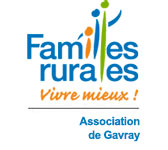 Familles
rurales
Vivre mieux !
Association
de Gavray